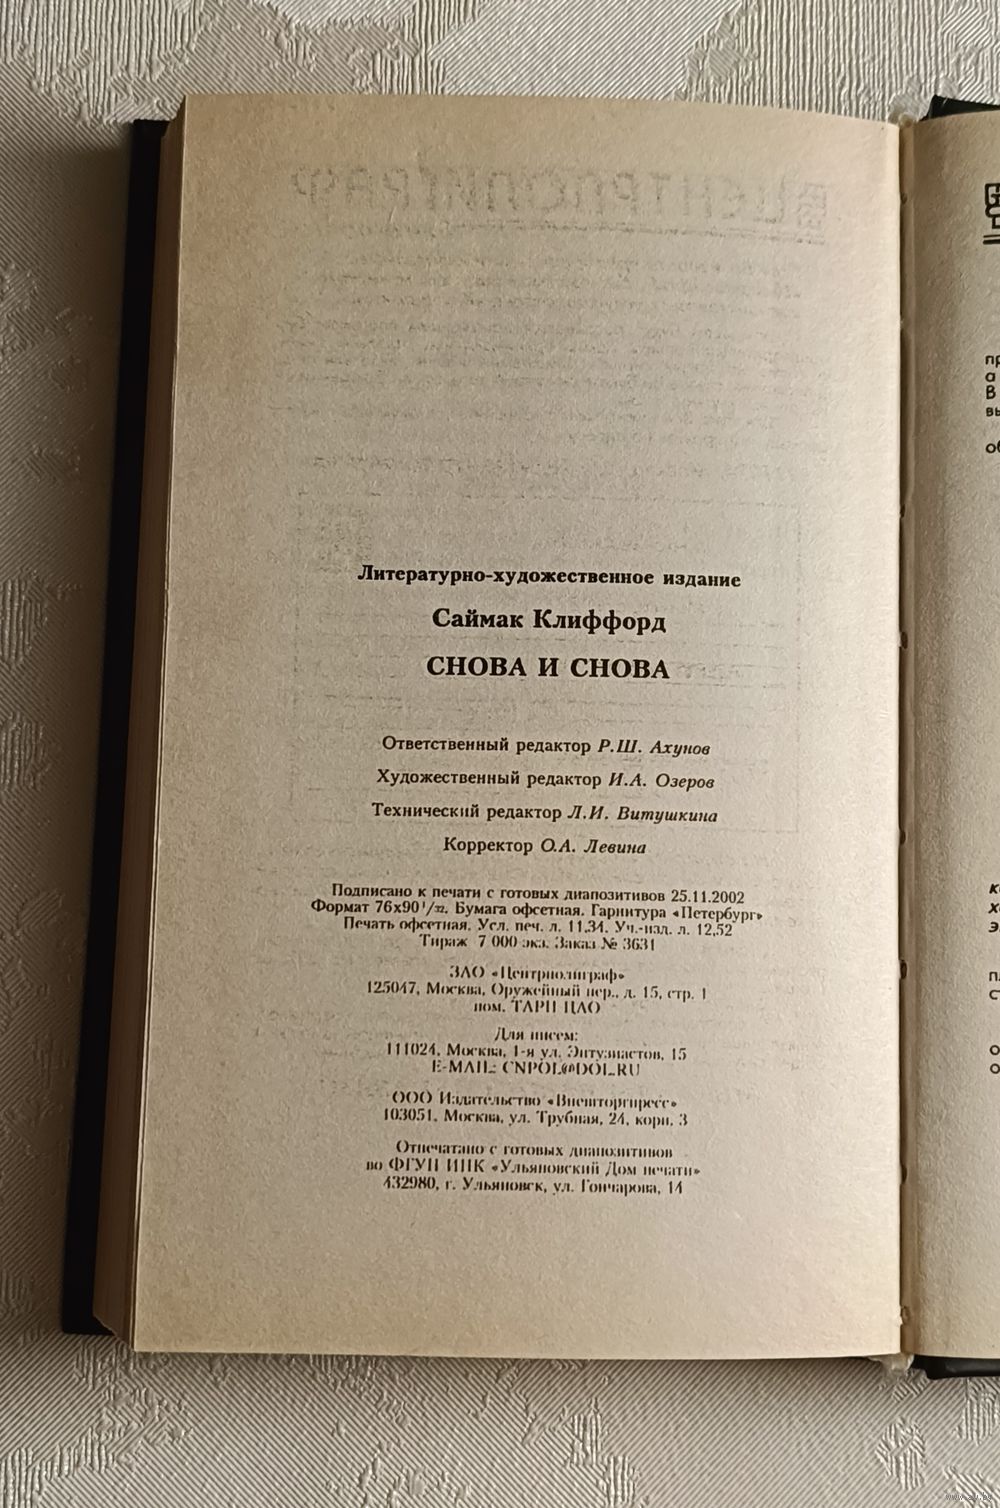 Литературно-художественное издание
Саймак Клиффорд
СНОВА И СНОВА
Ответственный редактор Р.Ш. Ахунов
Художественный редактор И.А. Озеров
Технический редактор Л.И. Витушкина
Корректор О.А. Левина
Подписано к печати с готовых диапозитивов 25.11.2002
Формат 76х90 1/32. Бумага офсетная. Гарнитура «Петербург»
Печать офсетная. Усл. печ. л. 11,34. Уч.-изд. л. 12,52
Тираж 7 000 экз. Заказ № 3631
ЗАО «Центрполиграф»
125047, Москва, Оружейный пер., д. 15, стр. 1
пом. ТАРП ЦАО
Для писем:
111024, Москва, 1-я ул. Энтузиастов, 15
E-MAIL: CNPOL@DOL.RU
ООО Издательство «Внешторгпресс»
103051, Москва, ул. Трубная, 24, корп. 3
Отпечатано с готовых диапозитивов
во ФГУП ИПК «Ульяновский Дом печати»
432980, г. Ульяновск, ул. Гончарова, 14